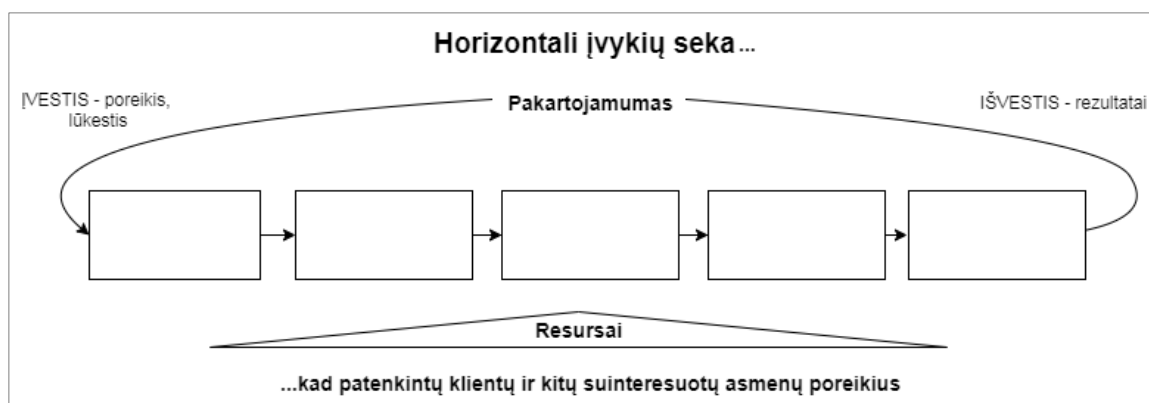 Horizontali įvykių seka...
ĮVESTIS - poreikis,
lūkestis
Pakartojamumas
IŠVESTIS - rezultatai
Resursai
...kad patenkintų klientų ir kitų suinteresuotų asmenų poreikius